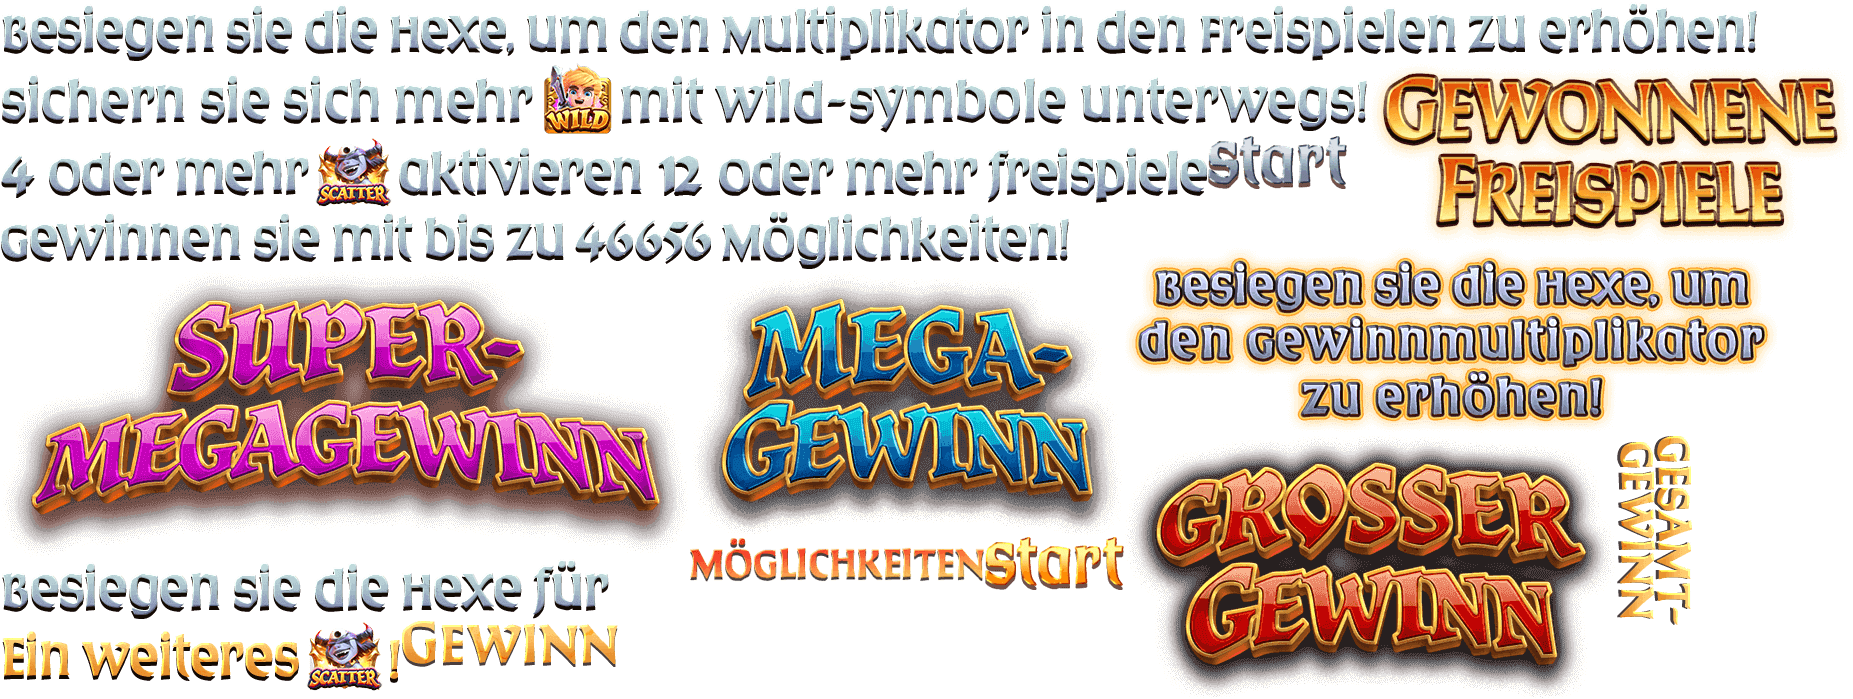 Besiegen sie die Hexe, um den Multiplikator in den Freispielen zu erhöhen!
sichern sie sich mehr WILD mit wild-symbole unterwegs!
GEWONNENE
FREISPIELE
4 oder mehr SCATTER aktivieren 12 oder mehr freispiele
Start
Gewinnen sie mit bis zu 46656 Möglichkeiten!
SUPER-
MEGAGEWINN
MEGA-
GEWINN
Besiegen sie die Hexe, um
den Gewinnmultiplikator
zu erhöhen!
GROSSER
GEWINN
GESAMT-
GEWINN
MÖGLICHKEITEN
Start
Besiegen sie die Hexe für
Ein weiteres SCATTER !
GEWINN